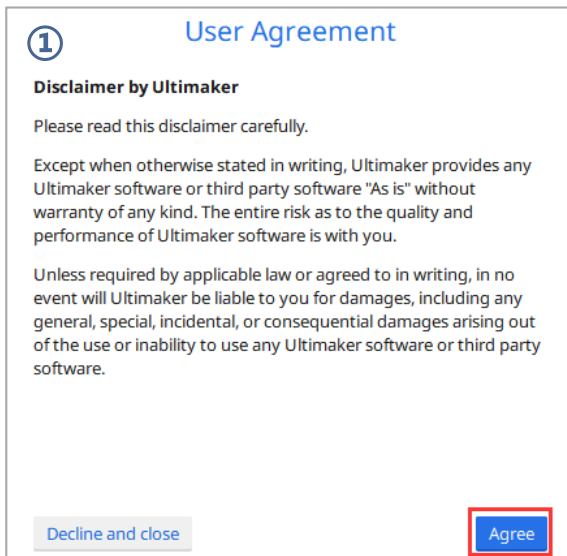 ① User Agreement
Disclaimer by Ultimaker
Please read this disclaimer carefully.
Except when otherwise stated in writing, Ultimaker provides any
Ultimaker software or third party software "As is" without
warranty of any kind. The entire risk as to the quality and
performance of Ultimaker software is with you.
Unless required by applicable law or agreed to in writing, in no
event will Ultimaker be liable to you for damages, including any
general, special, incidental, or consequential damages arising out
of the use or inability to use any Ultimaker software or third party
software.
Decline and close Agree